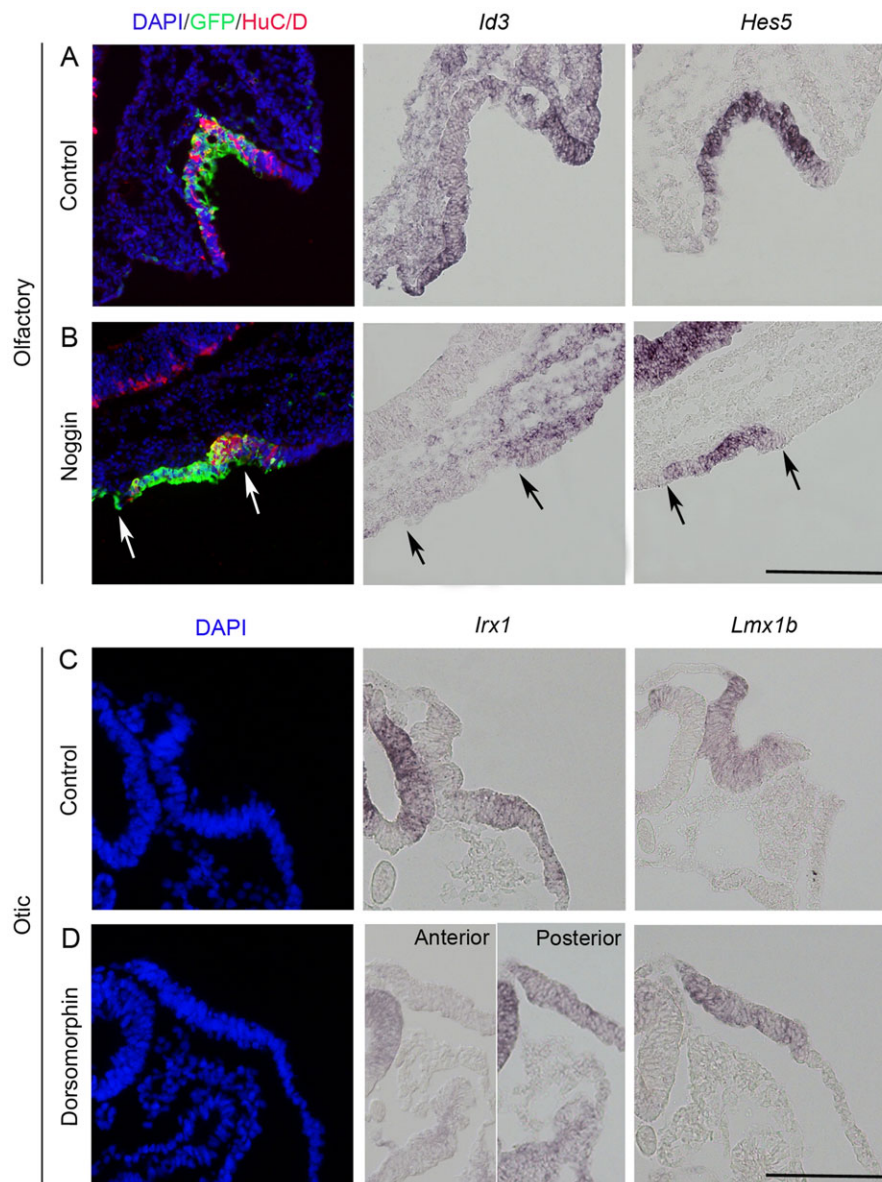 DAPI/GFP/HuC/D Id3 Hes5
A
Control
Olfactory
B
Noggin
DAPI Irx1 Lmx1b
C
Control
Otic
D
Anterior Posterior
Dorsomorphin